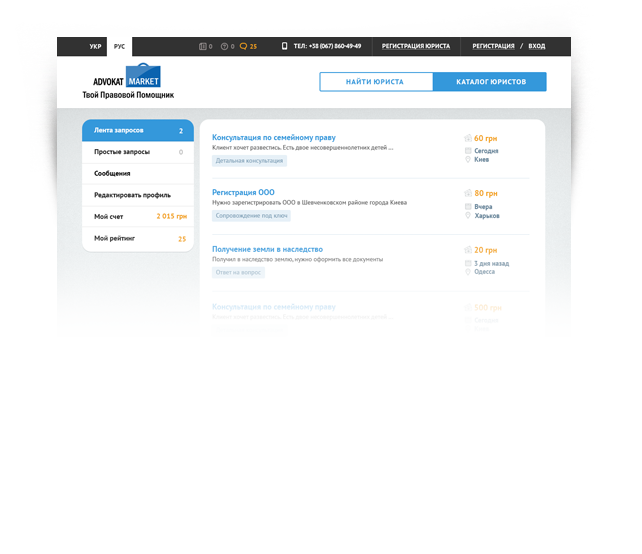 УКР РУС 0 0 25 ТЕЛ: +38 (067) 860-49-49 РЕГИСТРАЦИЯ ЮРИСТА РЕГИСТРАЦИЯ / ВХОД
ADVOKAT MARKET
Твой Правовой Помощник
НАЙТИ ЮРИСТА КАТАЛОГ ЮРИСТОВ
Лента запросов 2
Простые запросы 0
Сообщения
Редактировать профиль
Мой счет 2 015 грн
Мой рейтинг 25
Консультация по семейному праву 60 грн
Клиент хочет развестись. Есть двое несовершеннолетних детей ... Сегодня
Детальная консультация Киев
Регистрация ООО 80 грн
Нужно зарегистрировать ООО в Шевченковском районе города Киева Вчера
Сопровождение под ключ Харьков
Получение земли в наследство 20 грн
Получил в наследство землю, нужно оформить все документы 3 дня назад
Ответ на вопрос Одесса
Консультация по семейному праву 500 грн